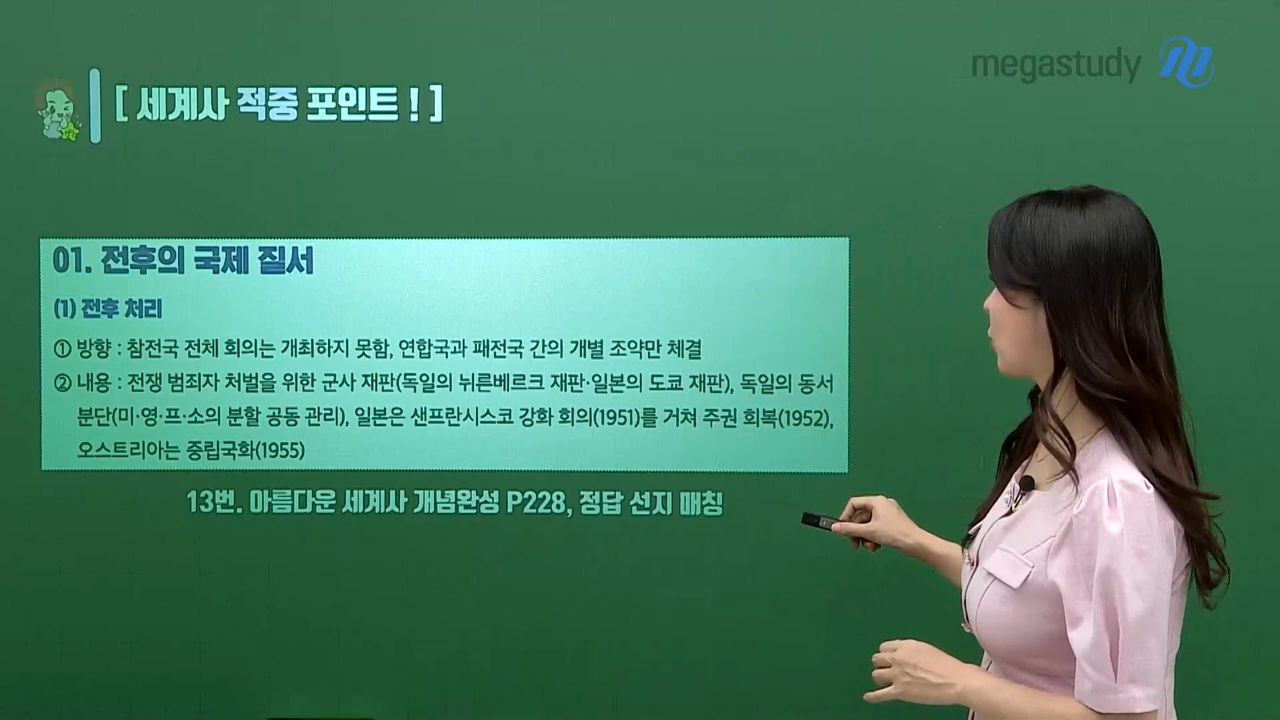 megastudy
[ 세계사 적중 포인트 ! ]
01. 전후의 국제 질서
(1) 전후 처리
① 방향 : 참전국 전체 회의는 개최하지 못함, 연합국과 패전국 간의 개별 조약만 체결
② 내용 : 전쟁 범죄자 처벌을 위한 군사 재판(독일의 뉘른베르크 재판·일본의 도쿄 재판), 독일의 동서
분단(미·영·프·소의 분할 공동 관리), 일본은 샌프란시스코 강화 회의(1951)를 거쳐 주권 회복(1952),
오스트리아는 중립국화(1955)
13번. 아름다운 세계사 개념완성 P228, 정답 선지 매칭